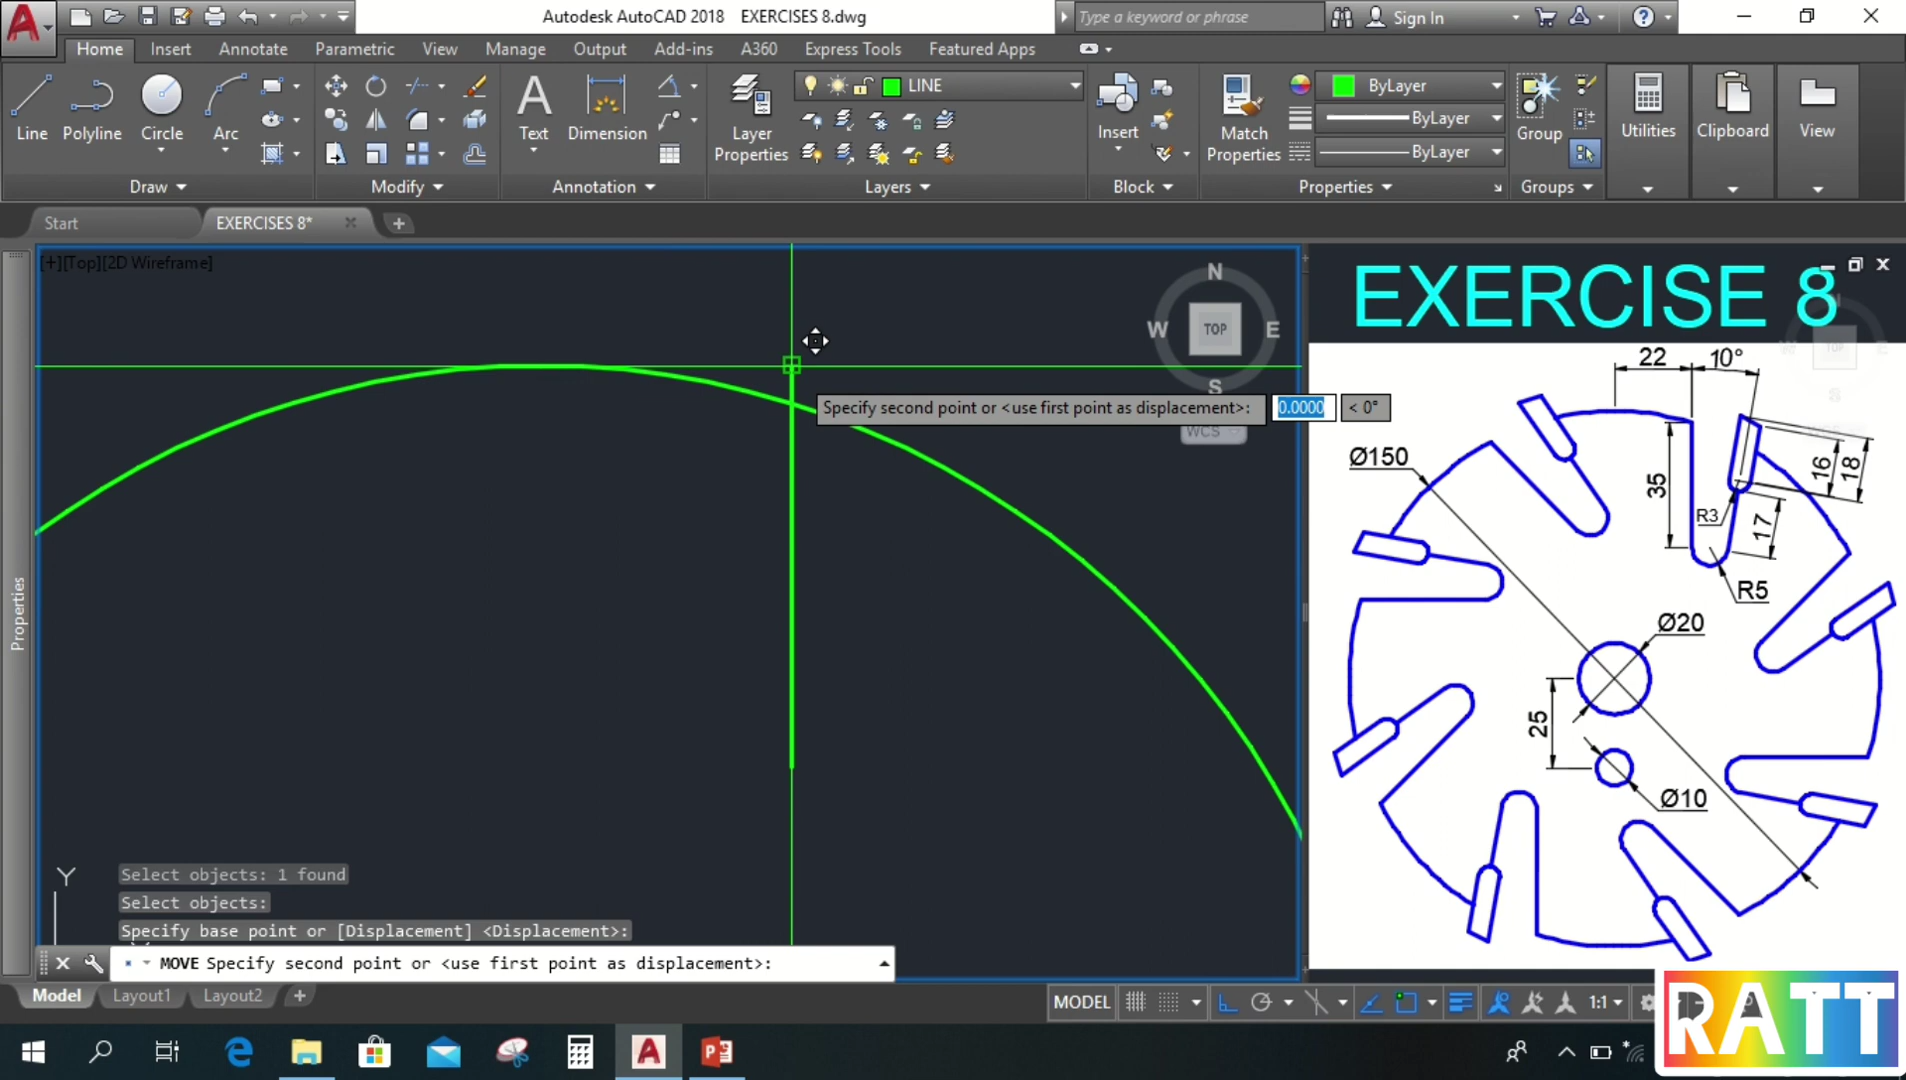 Autodesk AutoCAD 2018 EXERCISES 8.dwg
Type a keyword or phrase
Sign In
Home Insert Annotate Parametric View Manage Output Add-ins A360 Express Tools Featured Apps
Line Polyline Circle Arc
Text Dimension
Layer Properties
LINE
Insert
Match Properties
ByLayer
ByLayer
ByLayer
Group
Utilities
Clipboard
View
Draw Modify Annotation Layers Block Properties Groups
Start
EXERCISES 8*
[+][Top][2D Wireframe]
N
W TOP E
S
WCS
Specify second point or <use first point as displacement>: 0.0000 < 0°
Properties
Y
Select objects: 1 found
Select objects:
Specify base point or [Displacement] <Displacement>:
MOVE Specify second point or <use first point as displacement>:
EXERCISE 8
22 10°
Ø150
35
16
18
R3
17
R5
Ø20
25
Ø10
Model Layout1 Layout2
MODEL
1:1
RATT